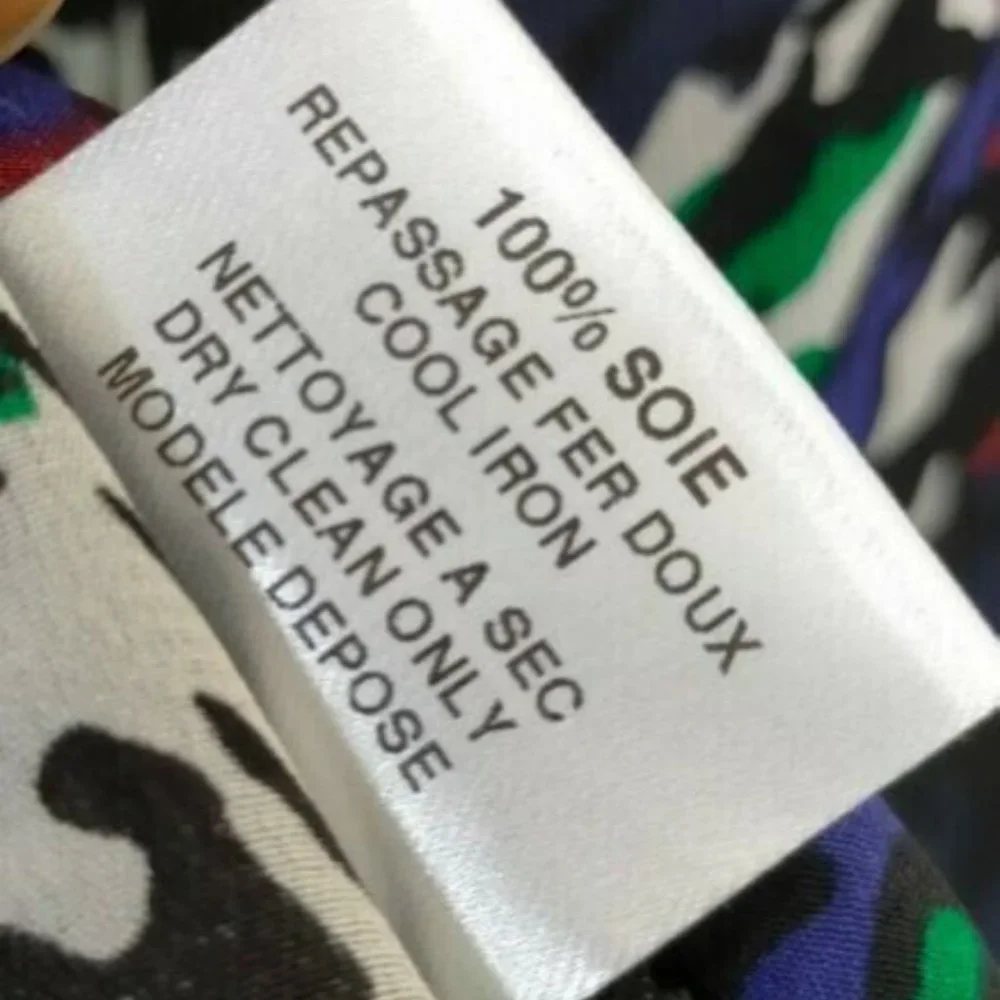 100% SOIE
REPASSAGE FER DOUX
COOL IRON
NETTOYAGE A SEC
DRY CLEAN ONLY
MODELE DEPOSE